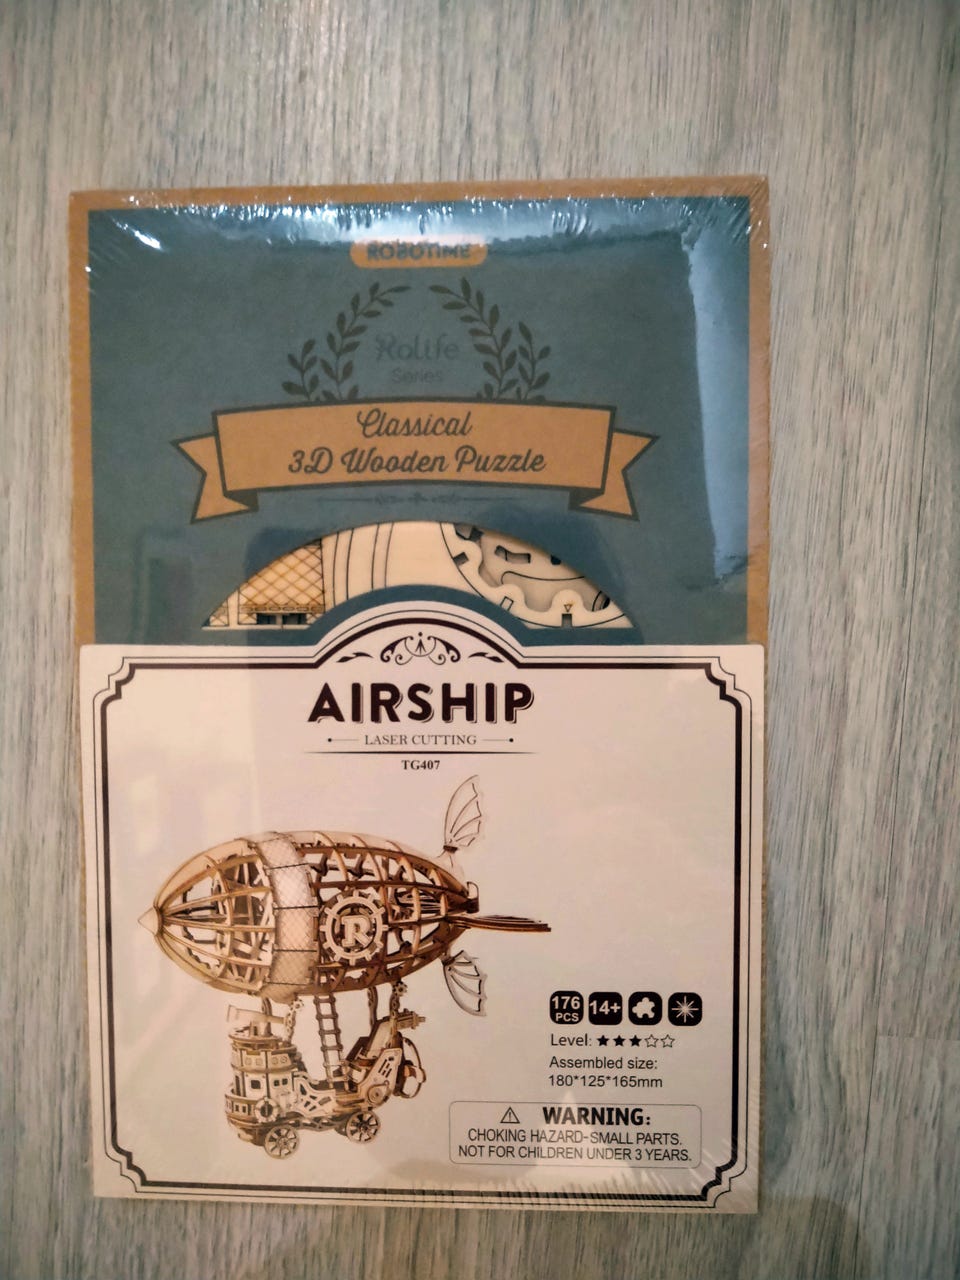 ROBOTIME
Rolife
Series
Classical
3D Wooden Puzzle
AIRSHIP
LASER CUTTING
TG407
R
176
PCS
14+
Level: ★★★☆☆
Assembled size:
180*125*165mm
WARNING:
CHOKING HAZARD-SMALL PARTS.
NOT FOR CHILDREN UNDER 3 YEARS.